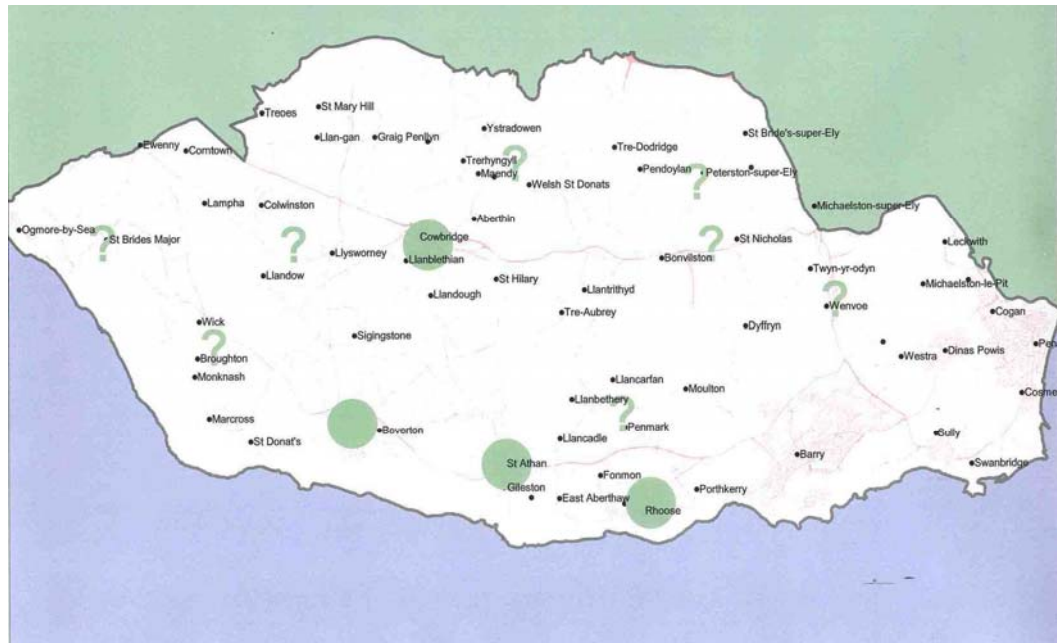 St Mary Hill
Treoes
Ystradowen
St Bride's-super-Ely
Llan-gan
Graig Penllyn
Ewenny
Corntown
Tre-Dodridge
Trerhyngyll
?
Pendoylan
?
Peterston-super-Ely
Maendy
Welsh St Donats
Lampha
Colwinston
Michaelston-super-Ely
Aberthin
Ogmore-by-Sea
?
St Brides Major
?
Cowbridge
?
St Nicholas
Leckwith
Llysworney
Llanblethian
Bonvilston
Twyn-yr-odyn
Llandow
St Hilary
Michaelston-le-Pit
Llantrithyd
Llandough
?
Wenvoe
Tre-Aubrey
Cogan
Wick
Dyffryn
?
Sigingstone
Pen
Broughton
Westra
Dinas Powis
Monknash
Llancarfan
Moulton
Cosme
Llanbethery
?
Marcross
Penmark
Boverton
Sully
St Donat's
Llancadle
Barry
St Athan
Swanbridge
Fonmon
Gileston
Porthkerry
East Aberthaw
Rhoose